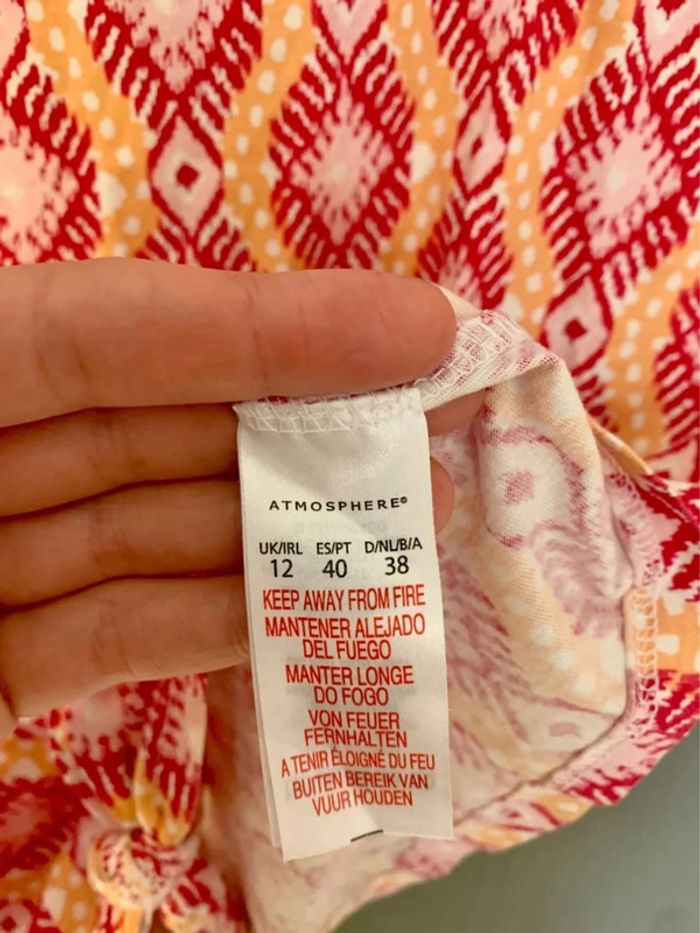 ATMOSPHERE®
UK/IRL ES/PT D/NL/B/A
12 40 38
KEEP AWAY FROM FIRE
MANTENER ALEJADO
DEL FUEGO
MANTER LONGE
DO FOGO
VON FEUER
FERNHALTEN
A TENIR ÉLOIGNÉ DU FEU
BUITEN BEREIK VAN
VUUR HOUDEN